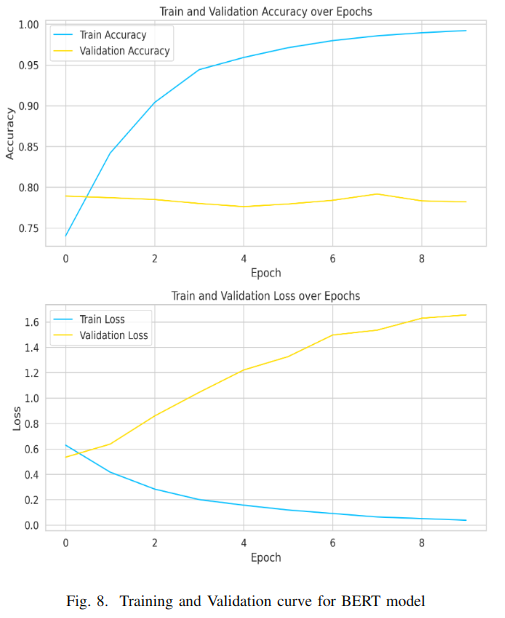 Train and Validation Accuracy over Epochs
Train Accuracy
Validation Accuracy
Accuracy
1.00
0.95
0.90
0.85
0.80
0.75
0 2 4 6 8
Epoch
Train and Validation Loss over Epochs
Train Loss
Validation Loss
Loss
1.6
1.4
1.2
1.0
0.8
0.6
0.4
0.2
0.0
0 2 4 6 8
Epoch
Fig. 8. Training and Validation curve for BERT model